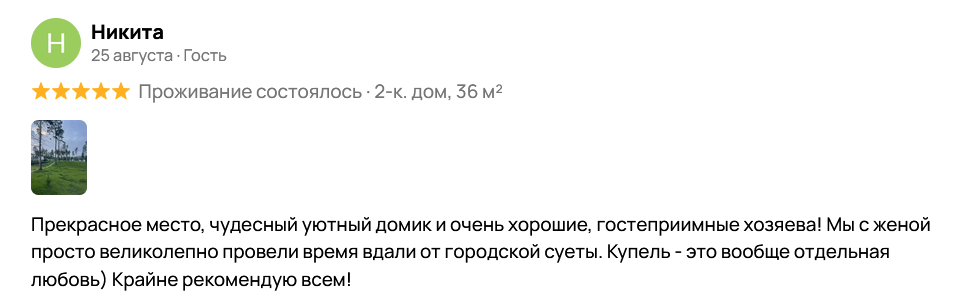 Н
Никита
25 августа · Гость
Проживание состоялось · 2-к. дом, 36 м²
Прекрасное место, чудесный уютный домик и очень хорошие, гостеприимные хозяева! Мы с женой
просто великолепно провели время вдали от городской суеты. Купель - это вообще отдельная
любовь) Крайне рекомендую всем!